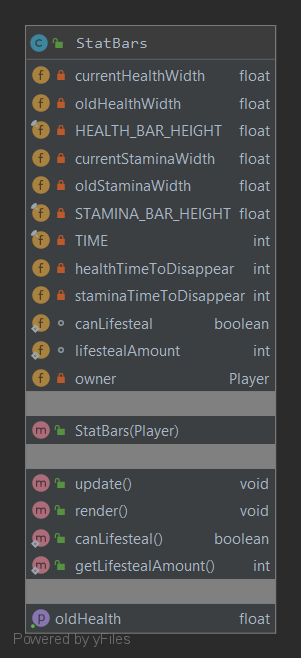 StatBars
currentHealthWidth float
oldHealthWidth float
HEALTH_BAR_HEIGHT float
currentStaminaWidth float
oldStaminaWidth float
STAMINA_BAR_HEIGHT float
TIME int
healthTimeToDisappear int
staminaTimeToDisappear int
canLifesteal boolean
lifestealAmount int
owner Player
StatBars(Player)
update() void
render() void
canLifesteal() boolean
getLifestealAmount() int
oldHealth float
Powered by yFiles